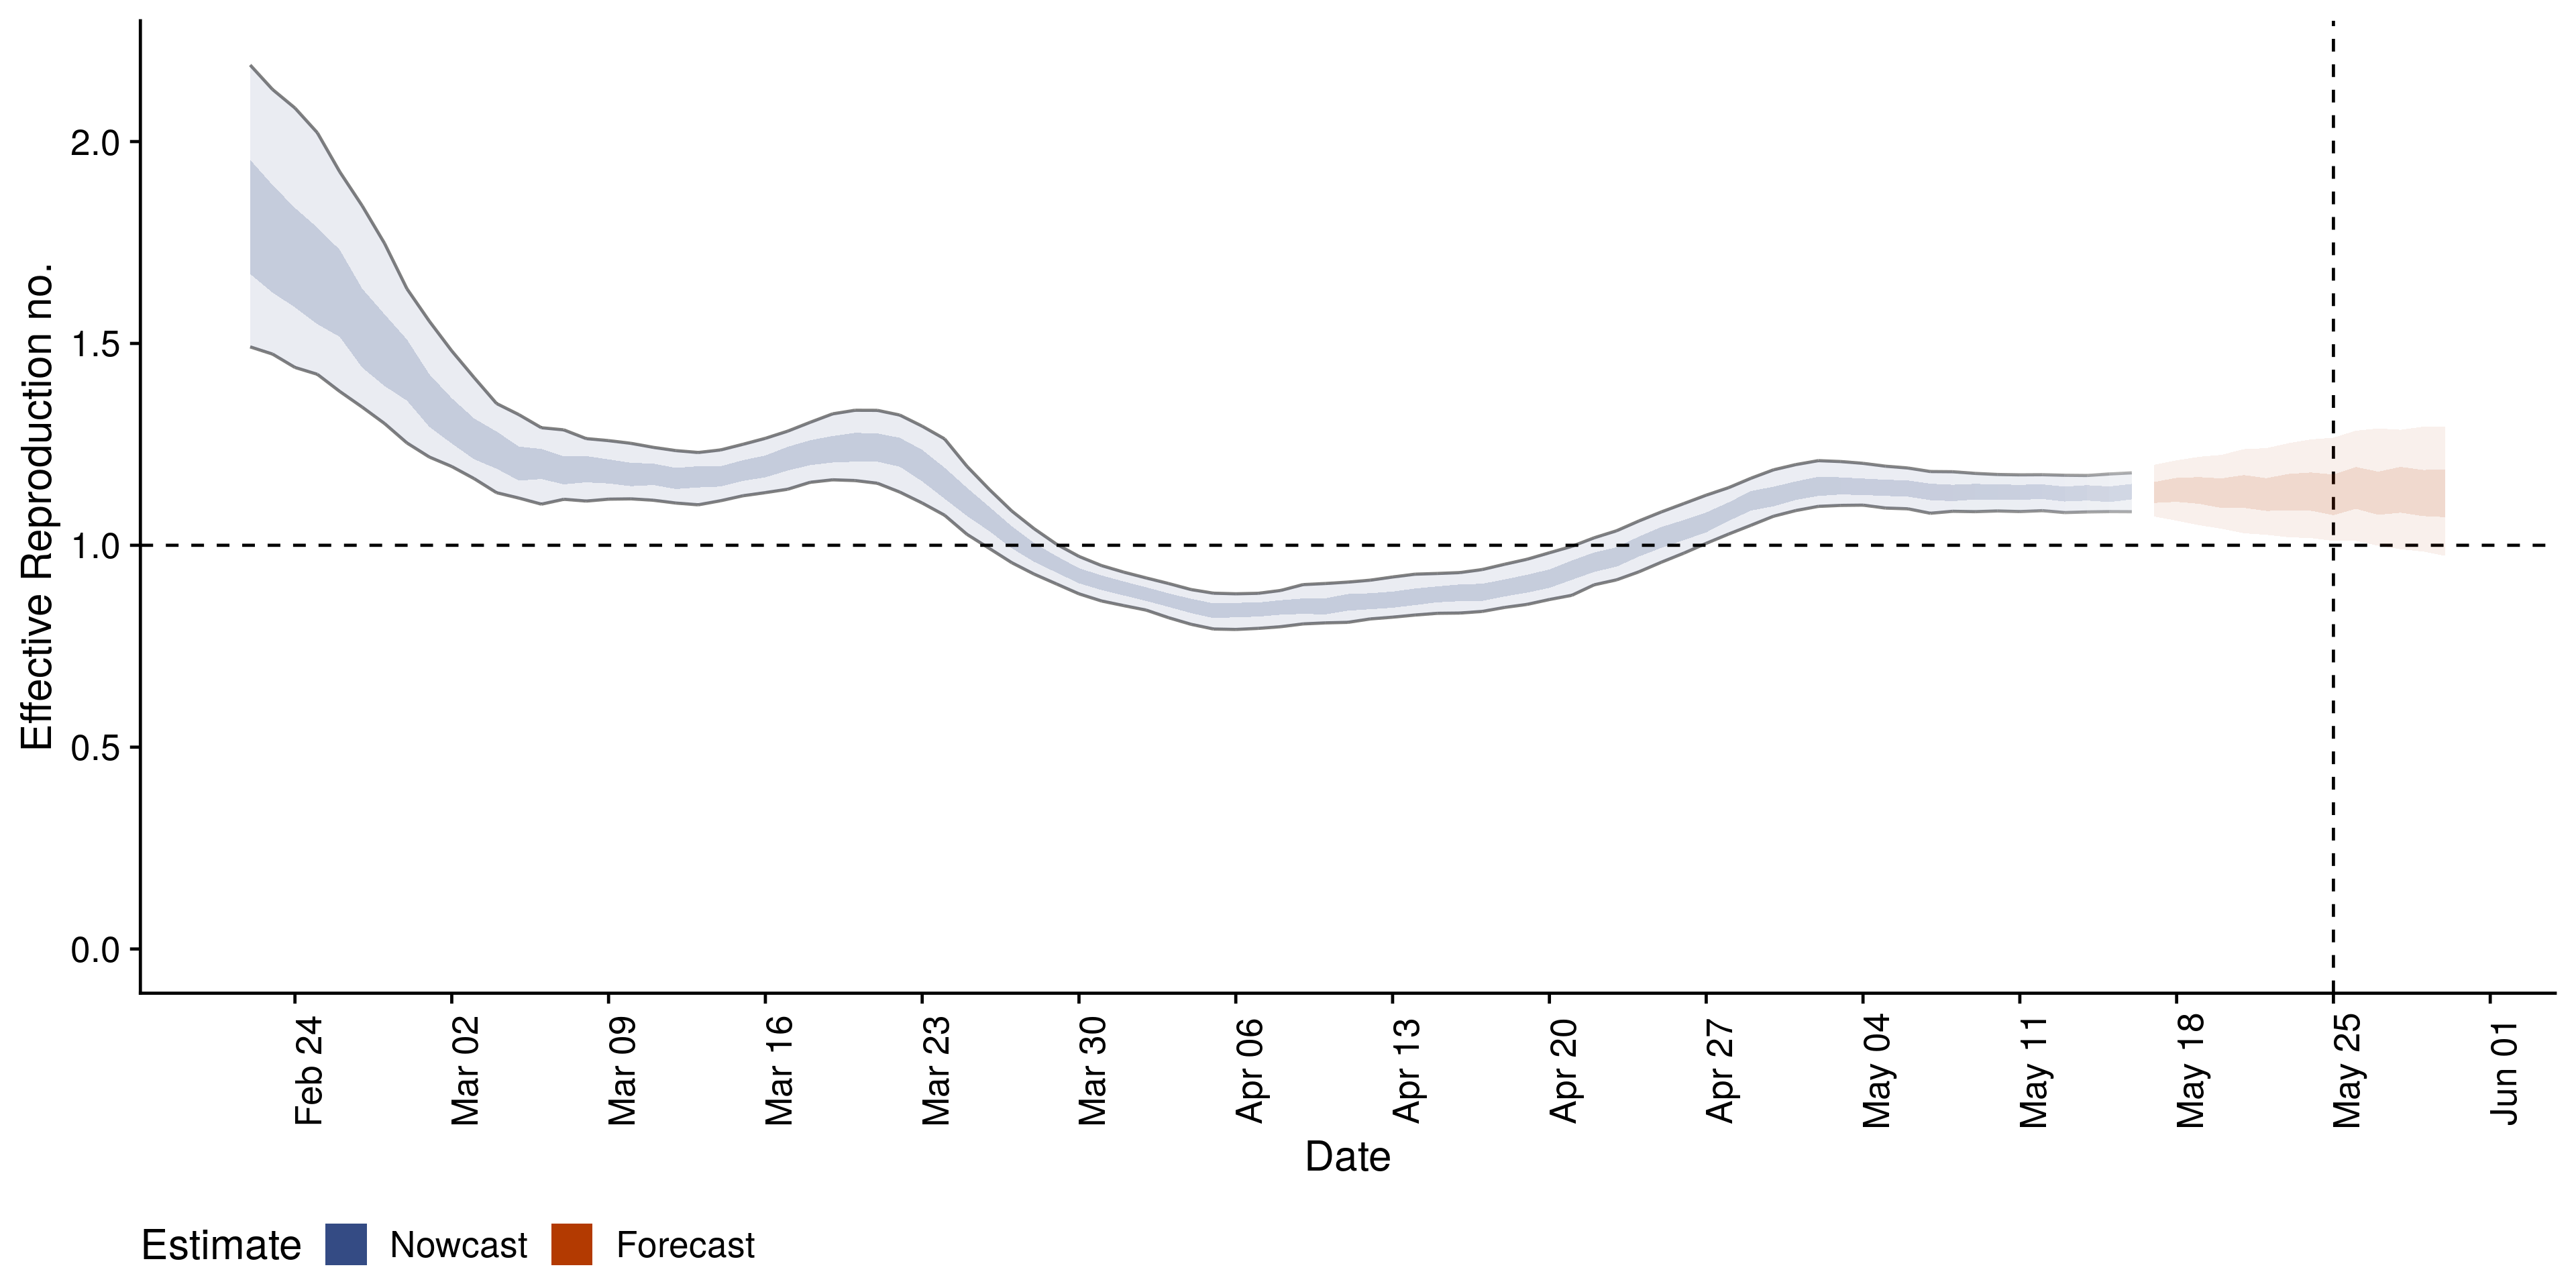 Effective Reproduction no.
2.0
1.5
1.0
0.5
0.0
Feb 24
Mar 02
Mar 09
Mar 16
Mar 23
Mar 30
Apr 06
Apr 13
Apr 20
Apr 27
May 04
May 11
May 18
May 25
Jun 01
Date
Estimate Nowcast Forecast